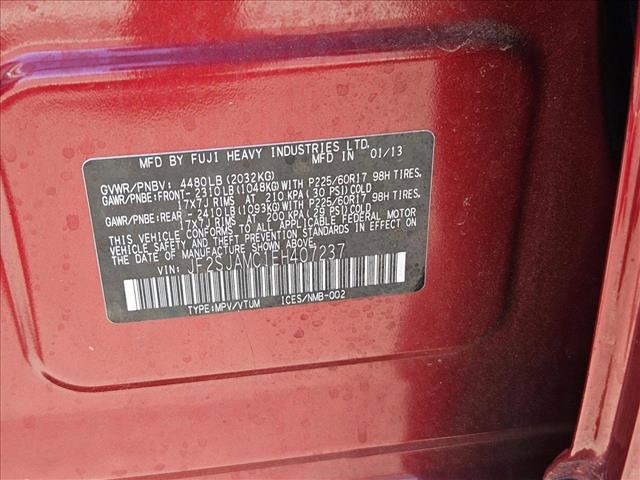 MFD BY FUJI HEAVY INDUSTRIES LTD.
MFD IN 01/13
GVWR/PNBV: 4480LB(2032KG)
GAWR/PNBE:FRONT- 2310LB(1048KG)WITH P225/60R17 98H TIRES,
17X7J RIMS AT 210 KPA(30 PSI)COLD
GAWR/PNBE:REAR - 2410LB(1093KG)WITH P225/60R17 98H TIRES,
17X7J RIMS AT 200 KPA(29 PSI)COLD
THIS VEHICLE CONFORMS TO ALL APPLICABLE FEDERAL MOTOR
VEHICLE SAFETY AND THEFT PREVENTION STANDARDS IN EFFECT ON
THE DATE OF MANUFACTURE SHOWN ABOVE.
JF2SJAVC1EH407237
TYPE:MPV/VTUM ICES/NMB-002